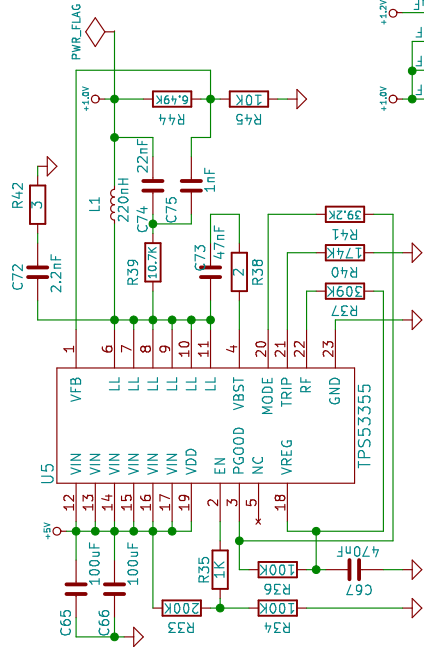 PWR_FLAG
+1.2V
+1.0V
+1.0V
6.49K
R44
10K
R45
R42
3
L1
220nH
22nF
C74
C75
1nF
C72
2.2nF
R39
10.7K
C73
47nF
2
R38
39.2K
R41
174K
R40
309K
R37
1
6
7
8
9
10
11
4
20
21
22
23
VFB
LL
LL
LL
LL
LL
LL
VBST
MODE
TRIP
RF
GND
U5
TPS53355
VIN
VIN
VIN
VIN
VIN
VIN
VDD
EN
PGOOD
NC
VREG
12
13
14
15
16
17
19
2
3
5
18
+5V
C65
100uF
C66
100uF
R35
1K
R33
200K
R36
100K
R34
100K
C67
470nF